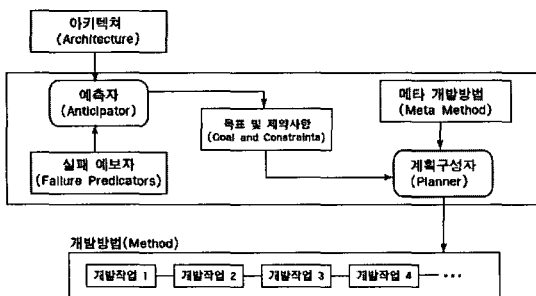 아키텍쳐
(Architecture)
예측자
(Anticipator)
메타 개발방법
(Meta Method)
목표 및 제약사항
(Goal and Constraints)
실패 예보자
(Failure Predicators)
계획구성자
(Planner)
개발방법(Method)
개발작업 1
개발작업 2
개발작업 3
개발작업 4
...